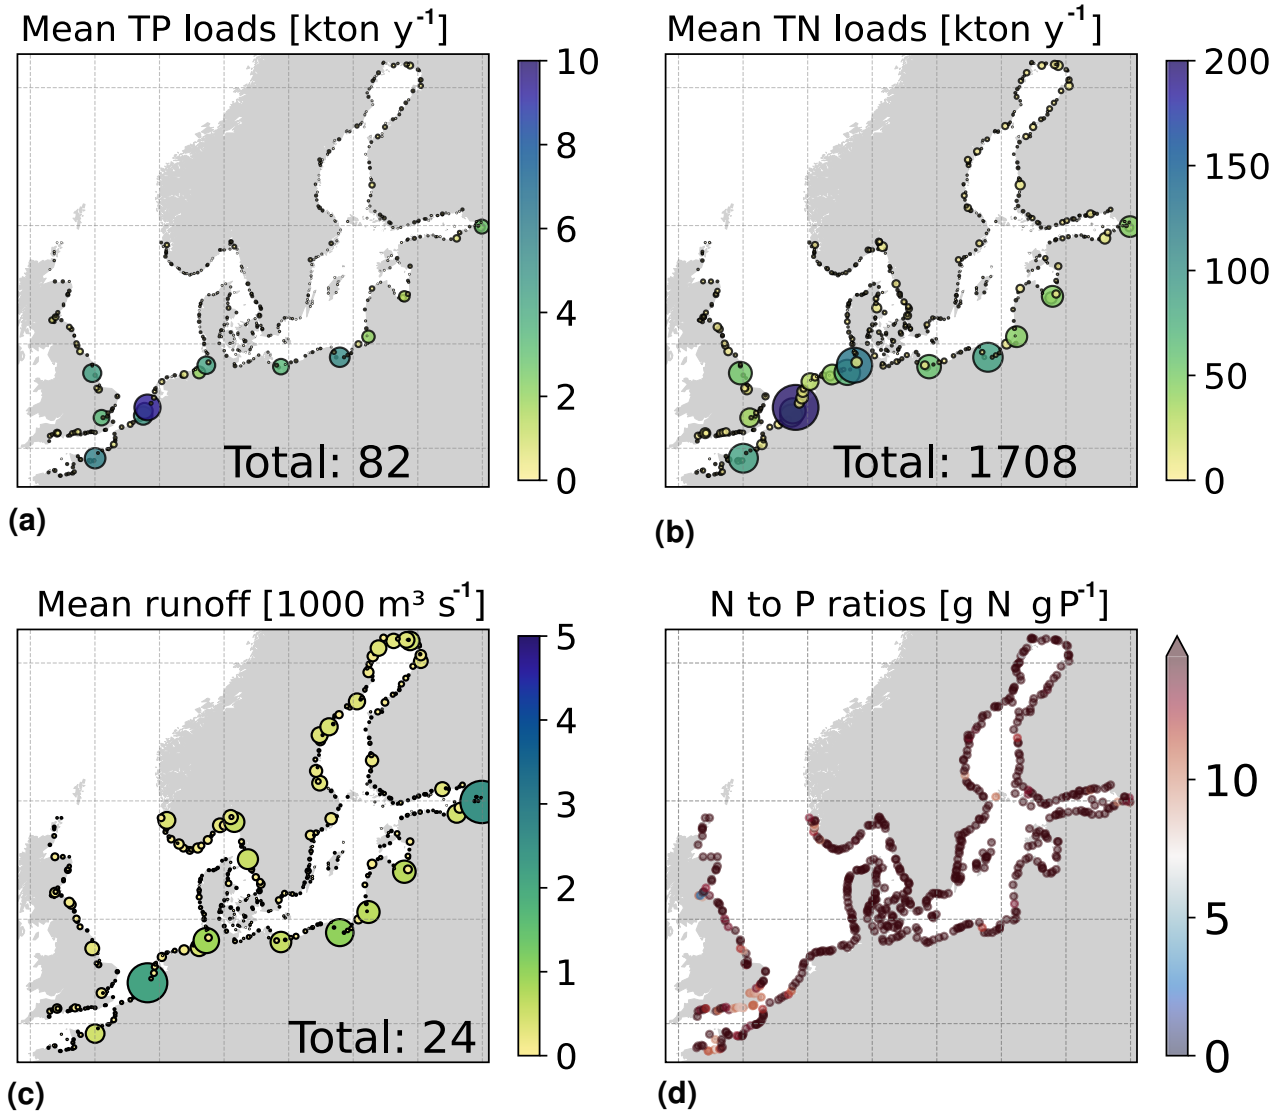 Mean TP loads [kton y⁻¹]
10
8
6
4
2
0
Total: 82
(a)
Mean TN loads [kton y⁻¹]
200
150
100
50
0
Total: 1708
(b)
Mean runoff [1000 m³ s⁻¹]
5
4
3
2
1
0
Total: 24
(c)
N to P ratios [g N gP⁻¹]
10
5
0
(d)